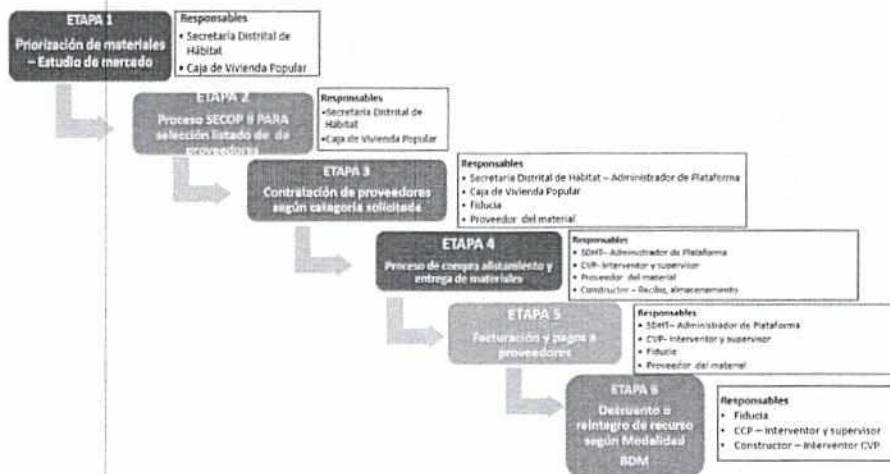 ETAPA 1
Priorización de materiales
– Estudio de mercado
Responsables
• Secretaría Distrital de
Hábitat
• Caja de Vivienda Popular
ETAPA 2
Proceso SECOP II PARA
selección listado de de
proveedores
Responsables
•Secretaría Distrital de
Hábitat
•Caja de Vivienda Popular
ETAPA 3
Contratación de proveedores
según categoría solicitada
Responsables
• Secretaría Distrital de Hábitat – Administrador de Plataforma
• Caja de Vivienda Popular
• Fiducia
• Proveedor del material
ETAPA 4
Proceso de compra alistamiento y
entrega de materiales
Responsables
• SDHT– Administrador de Plataforma
• CVP- Interventor y supervisor
• Proveedor del material
• Constructor – Recibo, almacenamiento
ETAPA 5
Facturación y pagos a
proveedores
Responsables
• SDHT– Administrador de Plataforma
• CVP- Interventor y supervisor
• Fiducia
• Proveedor del material
ETAPA 6
Descuento o
reintegro de recurso
según Modalidad
BDM
Responsables
• Fiducia
• CCP – Interventor y supervisor
• Constructor – Interventor CVP